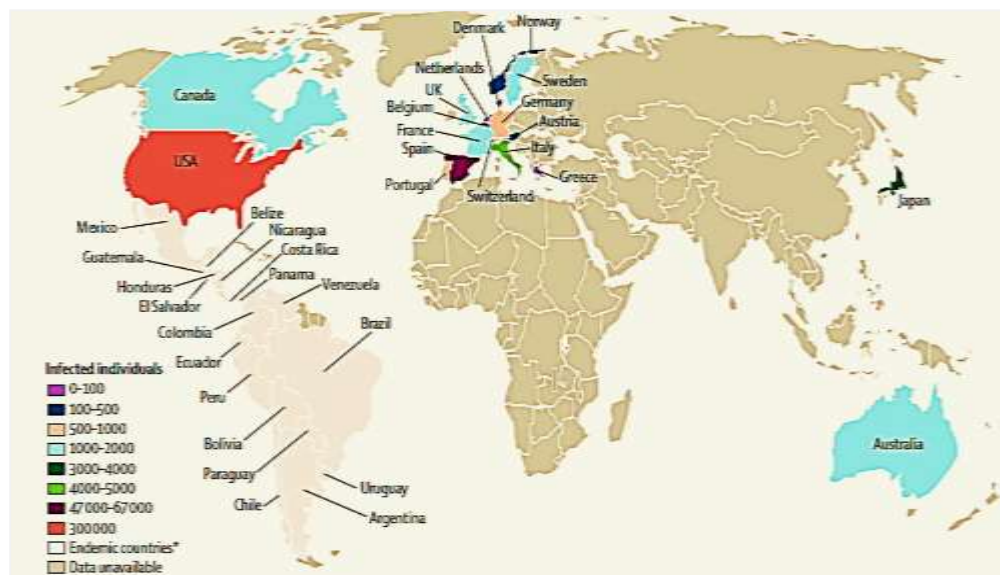 Norway
Denmark
Netherlands
Sweden
UK
Germany
Belgium
Austria
France
Italy
Spain
Portugal
Switzerland
Greece
Canada
USA
Japan
Mexico
Belize
Nicaragua
Guatemala
Costa Rica
Panama
Honduras
El Salvador
Venezuela
Colombia
Brazil
Ecuador
Peru
Bolivia
Paraguay
Uruguay
Chile
Argentina
Australia
Infected individuals
0-100
100-500
500-1000
1000-2000
3000-4000
4000-5000
47000-67000
300000
Endemic countries*
Data unavailable